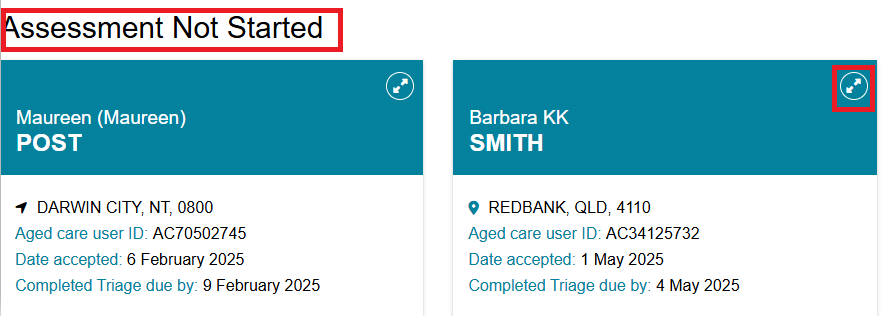 Assessment Not Started
Maureen (Maureen)
POST
DARWIN CITY, NT, 0800
Aged care user ID: AC70502745
Date accepted: 6 February 2025
Completed Triage due by: 9 February 2025
Barbara KK
SMITH
REDBANK, QLD, 4110
Aged care user ID: AC34125732
Date accepted: 1 May 2025
Completed Triage due by: 4 May 2025